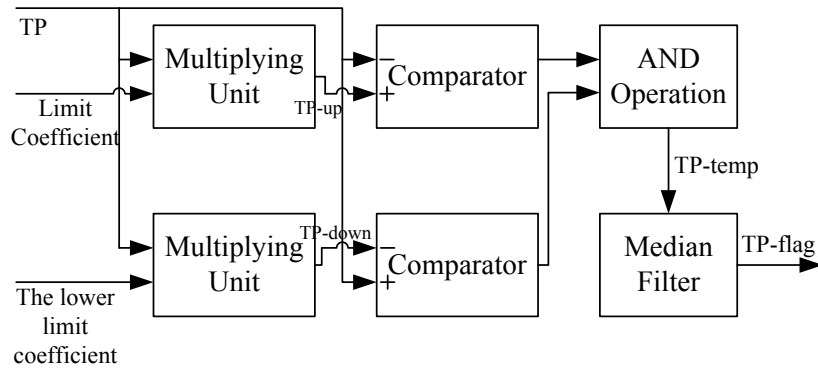 TP
Multiplying
Unit
Limit
Coefficient
TP-up
−
+
Comparator
AND
Operation
TP-temp
Multiplying
Unit
The lower
limit
coefficient
TP-down
−
+
Comparator
Median
Filter
TP-flag